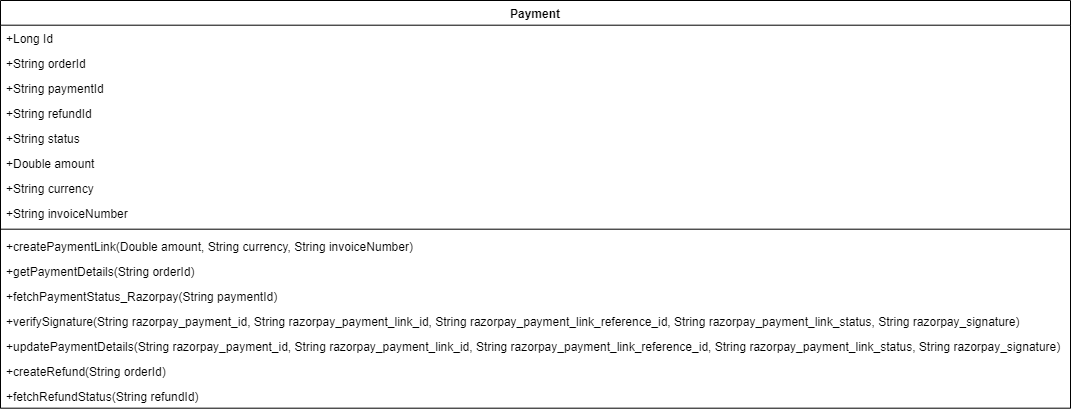 Payment
+Long Id
+String orderId
+String paymentId
+String refundId
+String status
+Double amount
+String currency
+String invoiceNumber
+createPaymentLink(Double amount, String currency, String invoiceNumber)
+getPaymentDetails(String orderId)
+fetchPaymentStatus_Razorpay(String paymentId)
+verifySignature(String razorpay_payment_id, String razorpay_payment_link_id, String razorpay_payment_link_reference_id, String razorpay_payment_link_status, String razorpay_signature)
+updatePaymentDetails(String razorpay_payment_id, String razorpay_payment_link_id, String razorpay_payment_link_reference_id, String razorpay_payment_link_status, String razorpay_signature)
+createRefund(String orderId)
+fetchRefundStatus(String refundId)